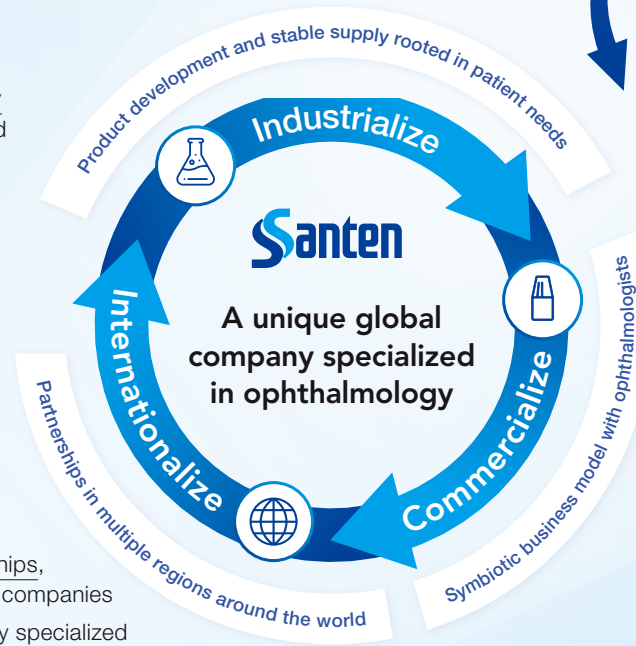 Product development and stable supply rooted in patient needs
Industrialize
Santen
A unique global
company specialized
in ophthalmology
Commercialize
Symbiotic business model with ophthalmologists
Internationalize
Partnerships in multiple regions around the world
companies
specialized